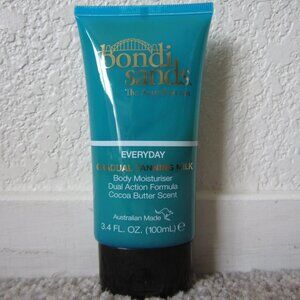 bondi
sands
EVERYDAY
GRADUAL TANNING MILK
Body Moisturiser
Dual Action Formula
Cocoa Butter Scent
Australian Made
3.4 FL. OZ. (100mL) ℮